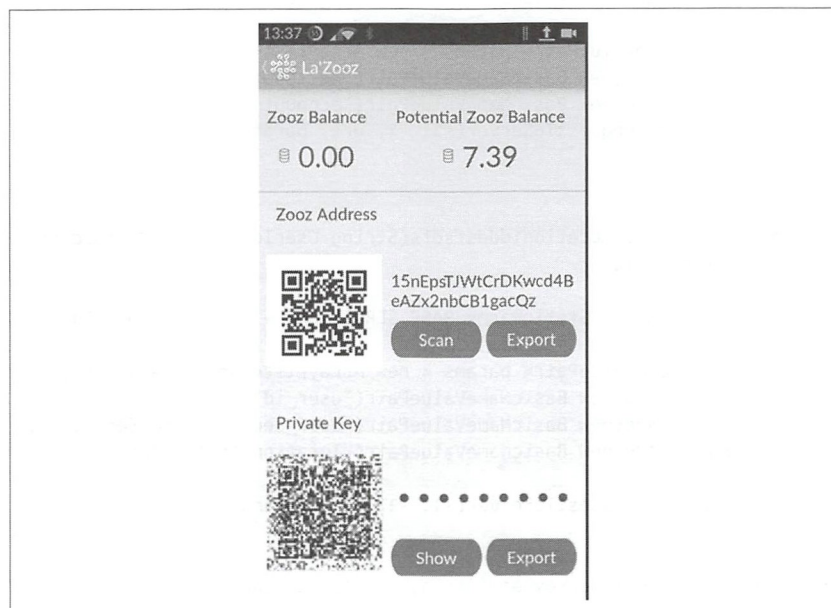 13:37
La'Zooz
Zooz Balance Potential Zooz Balance
0.00 7.39
Zooz Address
15nEpsTJWtCrDKwcd4B
eAZx2nbCB1gacQz
Scan Export
Private Key
Show Export